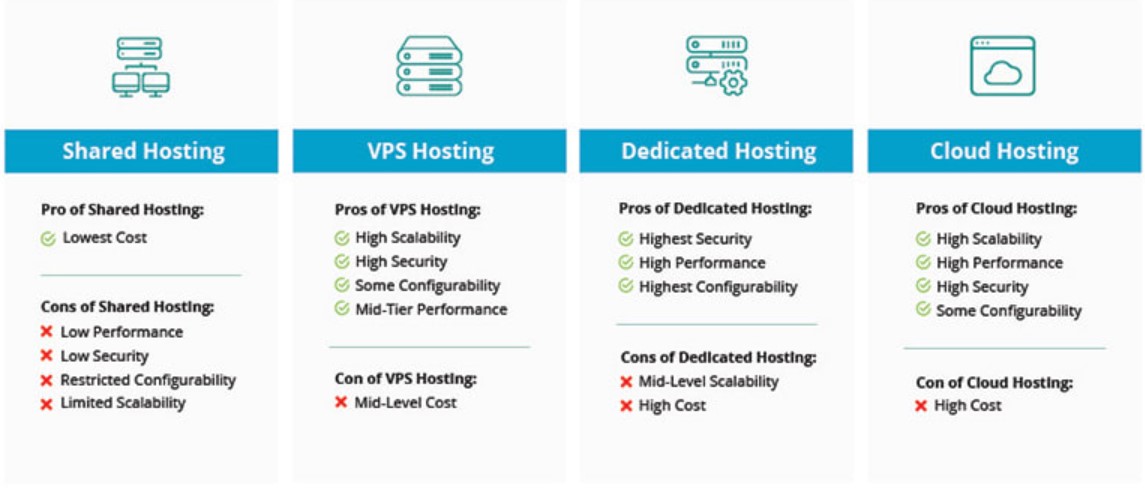 Shared Hosting
Pro of Shared Hosting:
Lowest Cost
Cons of Shared Hosting:
Low Performance
Low Security
Restricted Configurability
Limited Scalability
VPS Hosting
Pros of VPS Hosting:
High Scalability
High Security
Some Configurability
Mid-Tier Performance
Con of VPS Hosting:
Mid-Level Cost
Dedicated Hosting
Pros of Dedicated Hosting:
Highest Security
High Performance
Highest Configurability
Cons of Dedicated Hosting:
Mid-Level Scalability
High Cost
Cloud Hosting
Pros of Cloud Hosting:
High Scalability
High Performance
High Security
Some Configurability
Con of Cloud Hosting:
High Cost